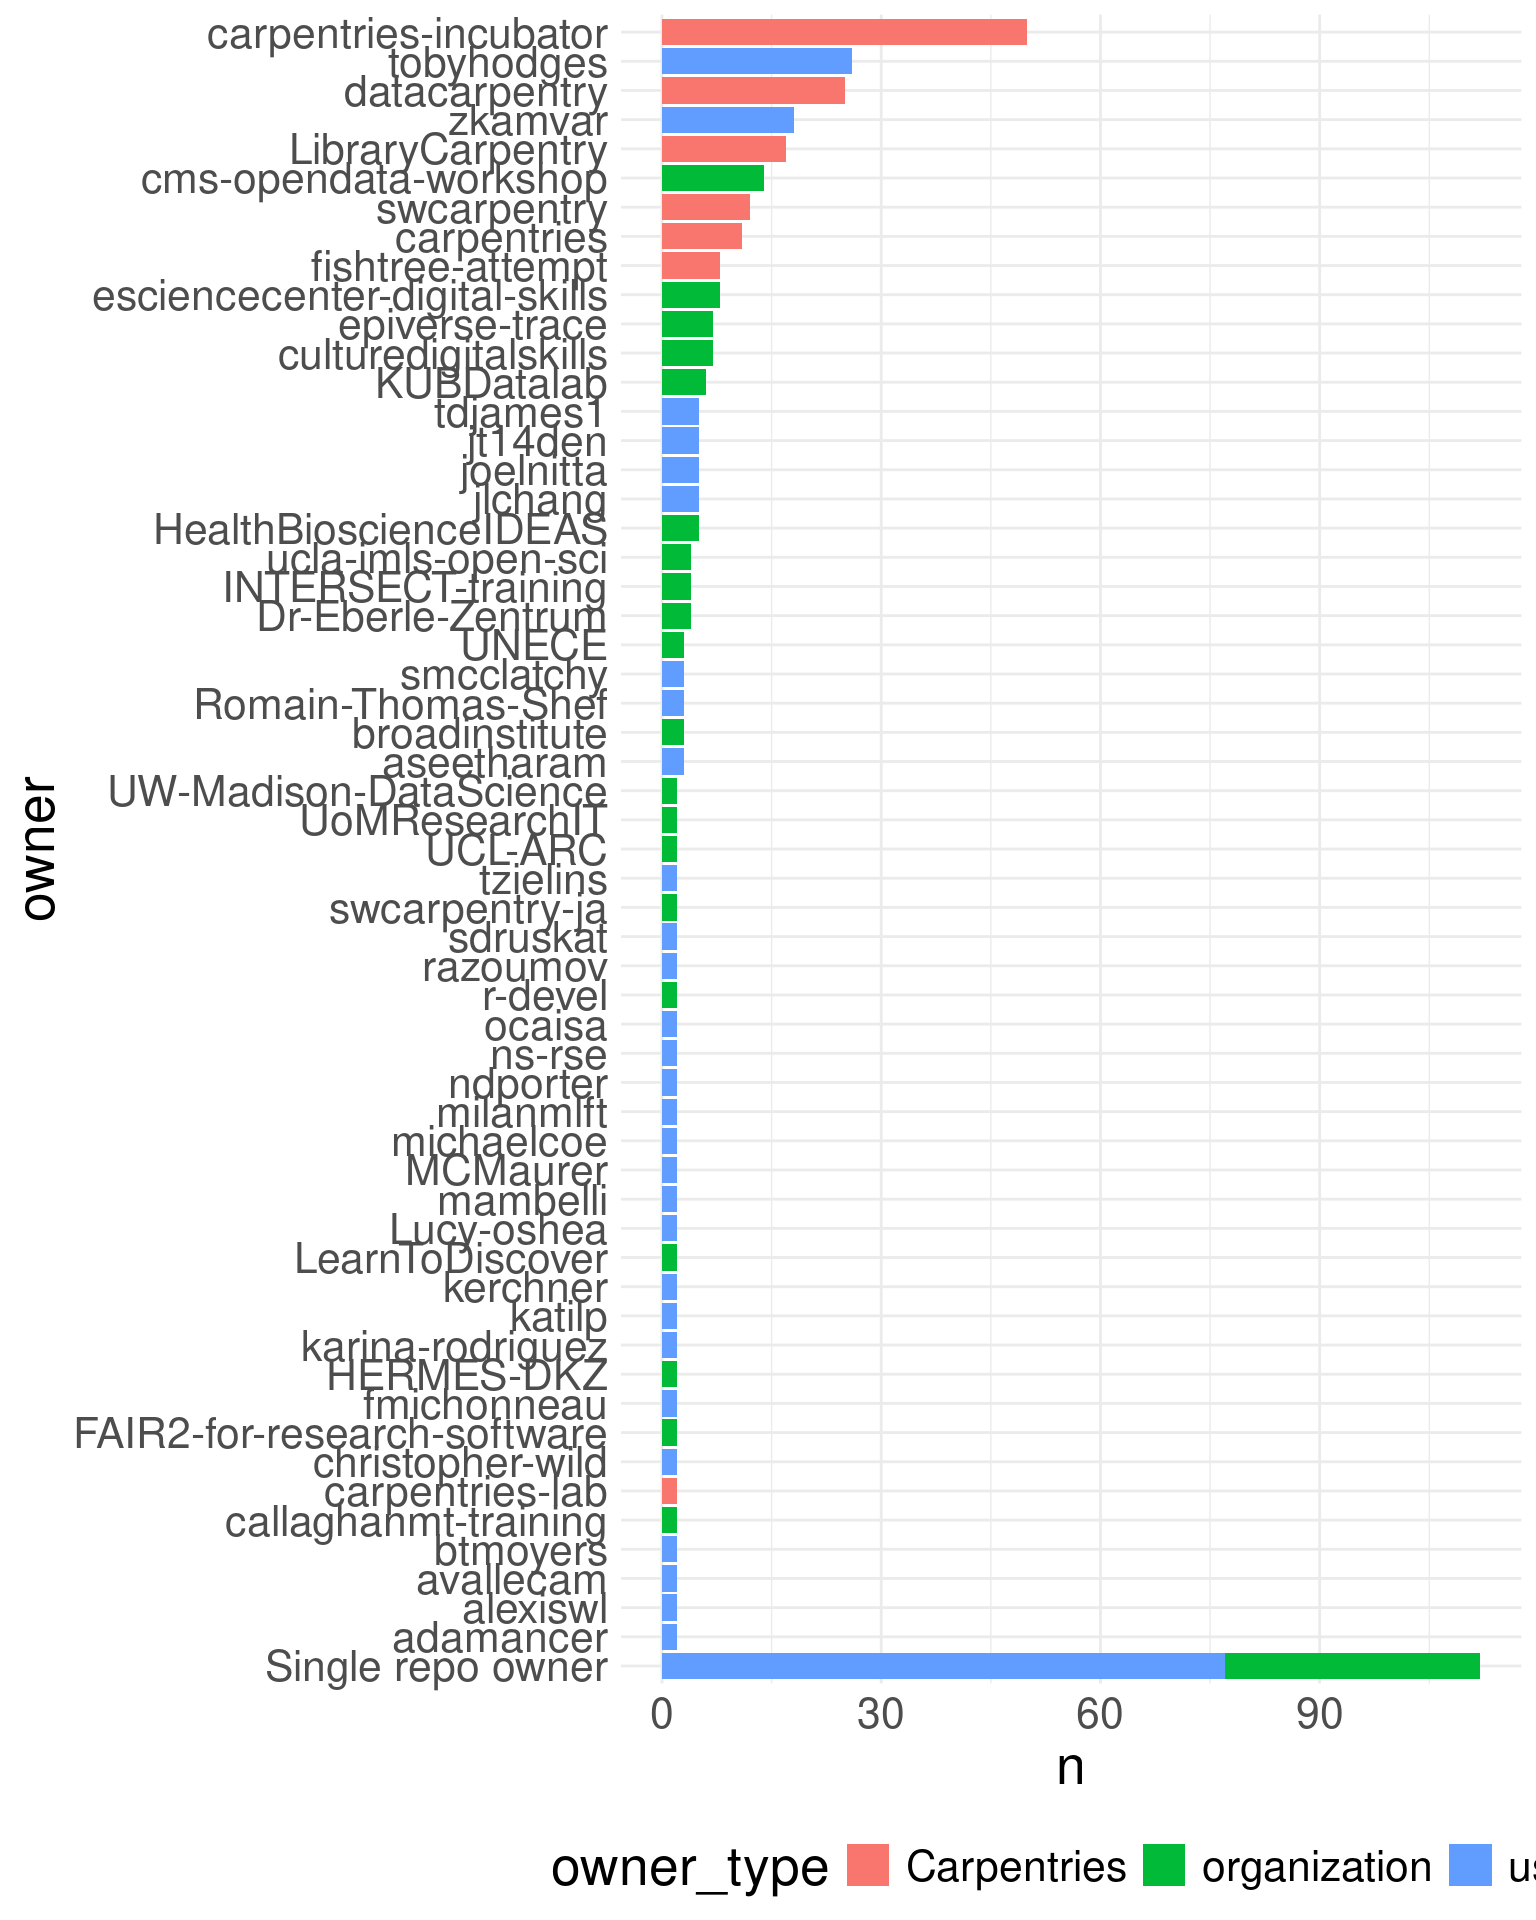 carpentries-incubator
tobyhodges
datacarpentry
zkamvar
LibraryCarpentry
cms-opendata-workshop
swcarpentry
carpentries
fishtree-attempt
esciencecenter-digital-skills
epiverse-trace
culturedigitalskills
KUBDatalab
tdjames1
jt14den
joelnitta
jlchang
HealthBioscienceIDEAS
ucla-imls-open-sci
INTERSECT-training
Dr-Eberle-Zentrum
UNECE
smcclatchy
Romain-Thomas-Shef
broadinstitute
aseetharam
UW-Madison-DataScience
UoMResearchIT
UCL-ARC
tzielins
swcarpentry-ja
sdruskat
razoumov
r-devel
ocaisa
ns-rse
ndporter
milanmlft
michaelcoe
MCMaurer
mambelli
Lucy-oshea
LearnToDiscover
kerchner
katilp
karina-rodriguez
HERMES-DKZ
fmichonneau
FAIR2-for-research-software
christopher-wild
carpentries-lab
callaghanmt-training
btmoyers
avallecam
alexiswl
adamancer
Single repo owner
owner
0 30 60 90
n
owner_type Carpentries organization